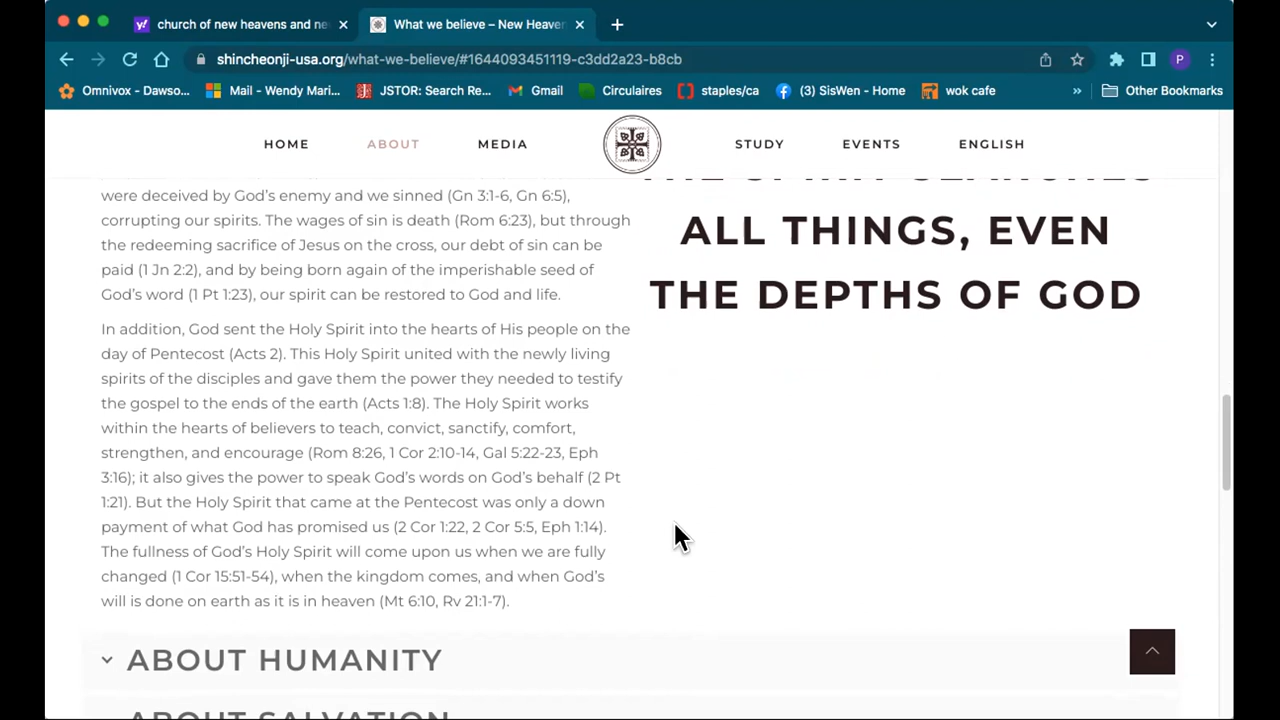 church of new heavens and ne
What we believe – New Heaven
shincheonji-usa.org/what-we-believe/#1644093451119-c3dd2a23-b8cb
P
Omnivox - Dawso...
Mail - Wendy Mari...
JSTOR: Search Re...
Gmail
Circulaires
staples/ca
(3) SisWen - Home
wok cafe
»
Other Bookmarks
HOME
ABOUT
MEDIA
STUDY
EVENTS
ENGLISH
were deceived by God's enemy and we sinned (Gn 3:1-6, Gn 6:5),
corrupting our spirits. The wages of sin is death (Rom 6:23), but through
the redeeming sacrifice of Jesus on the cross, our debt of sin can be
paid (1 Jn 2:2), and by being born again of the imperishable seed of
God's word (1 Pt 1:23), our spirit can be restored to God and life.
In addition, God sent the Holy Spirit into the hearts of His people on the
day of Pentecost (Acts 2). This Holy Spirit united with the newly living
spirits of the disciples and gave them the power they needed to testify
the gospel to the ends of the earth (Acts 1:8). The Holy Spirit works
within the hearts of believers to teach, convict, sanctify, comfort,
strengthen, and encourage (Rom 8:26, 1 Cor 2:10-14, Gal 5:22-23, Eph
3:16); it also gives the power to speak God's words on God's behalf (2 Pt
1:21). But the Holy Spirit that came at the Pentecost was only a down
payment of what God has promised us (2 Cor 1:22, 2 Cor 5:5, Eph 1:14).
The fullness of God's Holy Spirit will come upon us when we are fully
changed (1 Cor 15:51-54), when the kingdom comes, and when God's
will is done on earth as it is in heaven (Mt 6:10, Rv 21:1-7).
THE SPIRIT SEARCHES
ALL THINGS, EVEN
THE DEPTHS OF GOD
ABOUT HUMANITY
ABOUT SALVATION